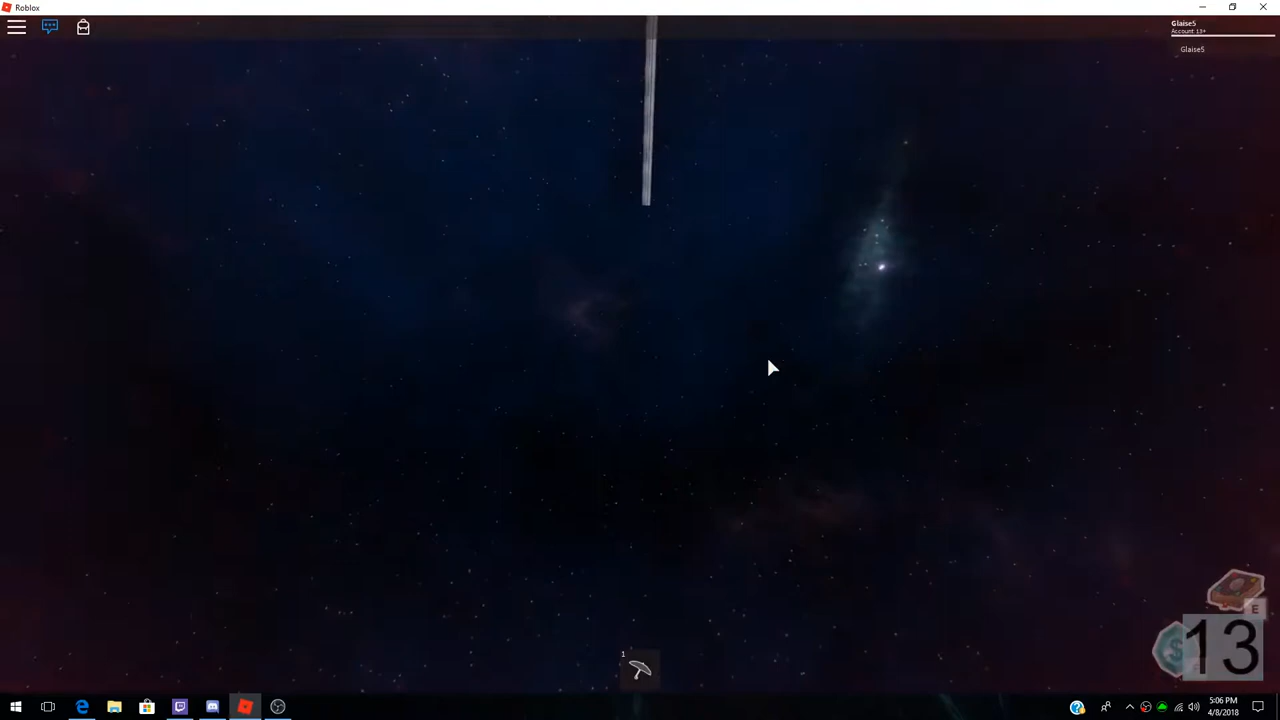 Roblox
Glaise5
Account: 13+
Glaise5
E
13
1
5:06 PM
4/8/2018